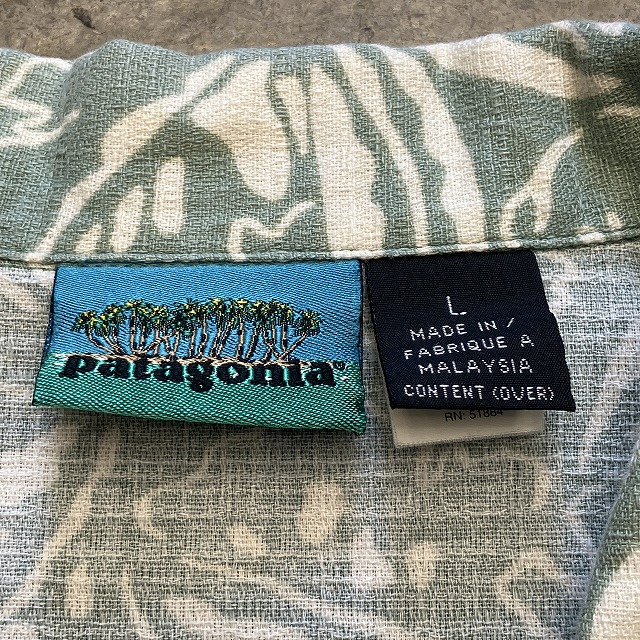 patagonia®
L
MADE IN /
FABRIQUE A
MALAYSIA
CONTENT (OVER)
RN: 51884